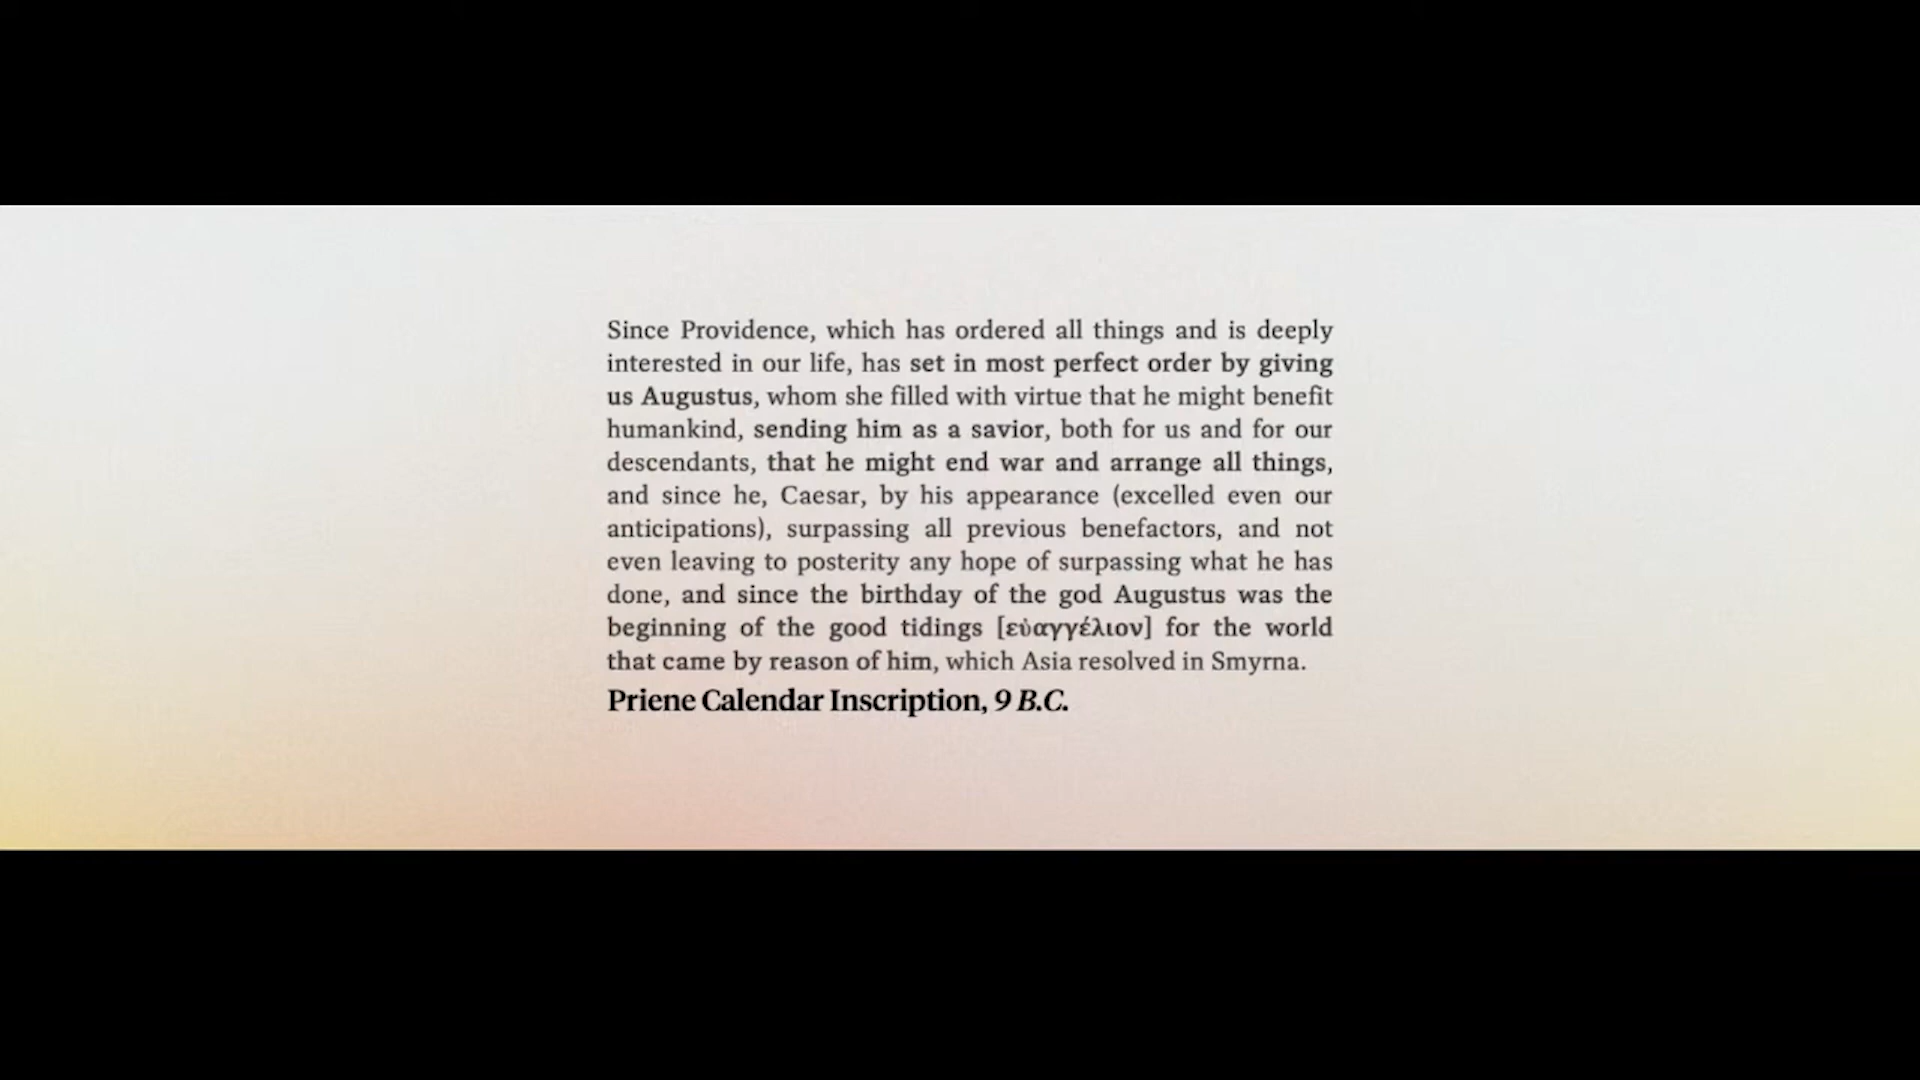 Since Providence, which has ordered all things and is deeply
interested in our life, has set in most perfect order by giving
us Augustus, whom she filled with virtue that he might benefit
humankind, sending him as a savior, both for us and for our
descendants, that he might end war and arrange all things,
and since he, Caesar, by his appearance (excelled even our
anticipations), surpassing all previous benefactors, and not
even leaving to posterity any hope of surpassing what he has
done, and since the birthday of the god Augustus was the
beginning of the good tidings [εὐαγγέλιον] for the world
that came by reason of him, which Asia resolved in Smyrna.
Priene Calendar Inscription, 9 B.C.